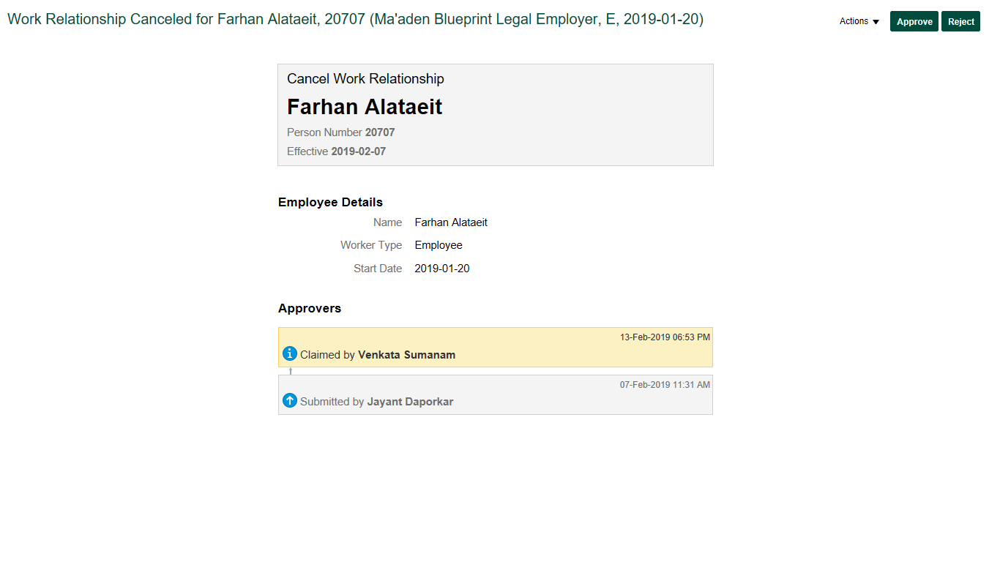 Work Relationship Canceled for Farhan Alataeit, 20707 (Ma'aden Blueprint Legal Employer, E, 2019-01-20)
Actions
Approve
Reject
Cancel Work Relationship
Farhan Alataeit
Person Number 20707
Effective 2019-02-07
Employee Details
Name Farhan Alataeit
Worker Type Employee
Start Date 2019-01-20
Approvers
13-Feb-2019 06:53 PM
Claimed by Venkata Sumanam
07-Feb-2019 11:31 AM
Submitted by Jayant Daporkar